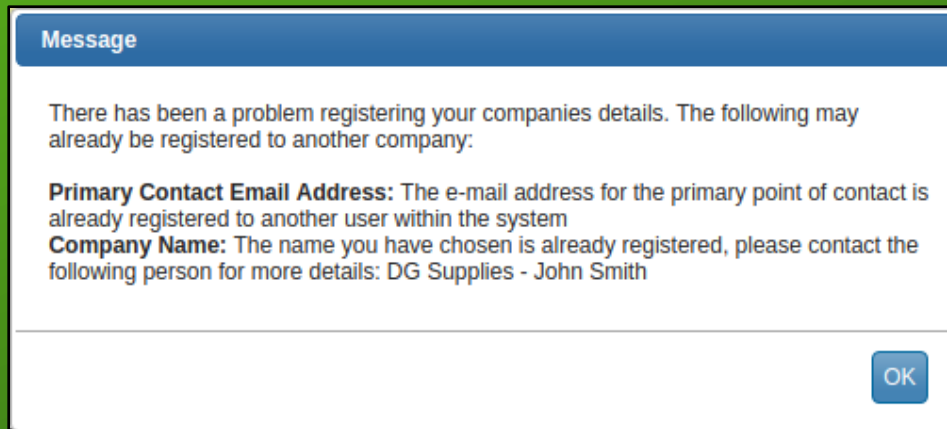 Message
There has been a problem registering your companies details. The following may
already be registered to another company:
Primary Contact Email Address: The e-mail address for the primary point of contact is
already registered to another user within the system
Company Name: The name you have chosen is already registered, please contact the
following person for more details: DG Supplies - John Smith
OK